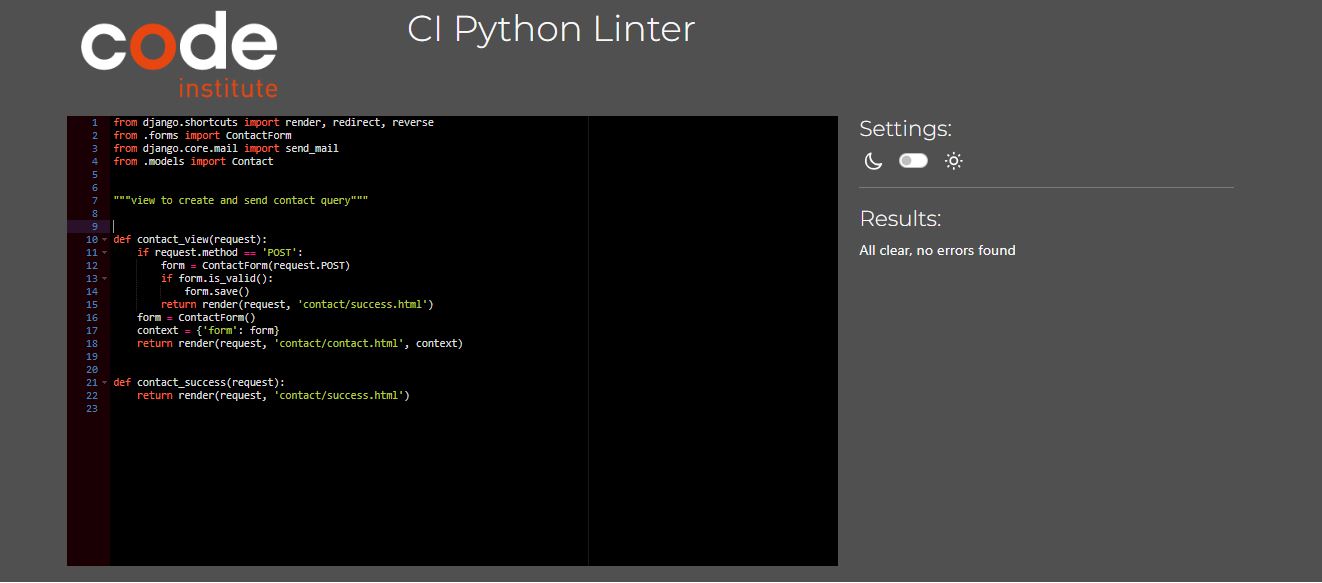 code
institute
CI Python Linter
1 from django.shortcuts import render, redirect, reverse
2 from .forms import ContactForm
3 from django.core.mail import send_mail
4 from .models import Contact
5
6
7 """view to create and send contact query"""
8
9
10 def contact_view(request):
11     if request.method == 'POST':
12         form = ContactForm(request.POST)
13         if form.is_valid():
14             form.save()
15         return render(request, 'contact/success.html')
16     form = ContactForm()
17     context = {'form': form}
18     return render(request, 'contact/contact.html', context)
19
20
21 def contact_success(request):
22     return render(request, 'contact/success.html')
23
Settings:
Results:
All clear, no errors found